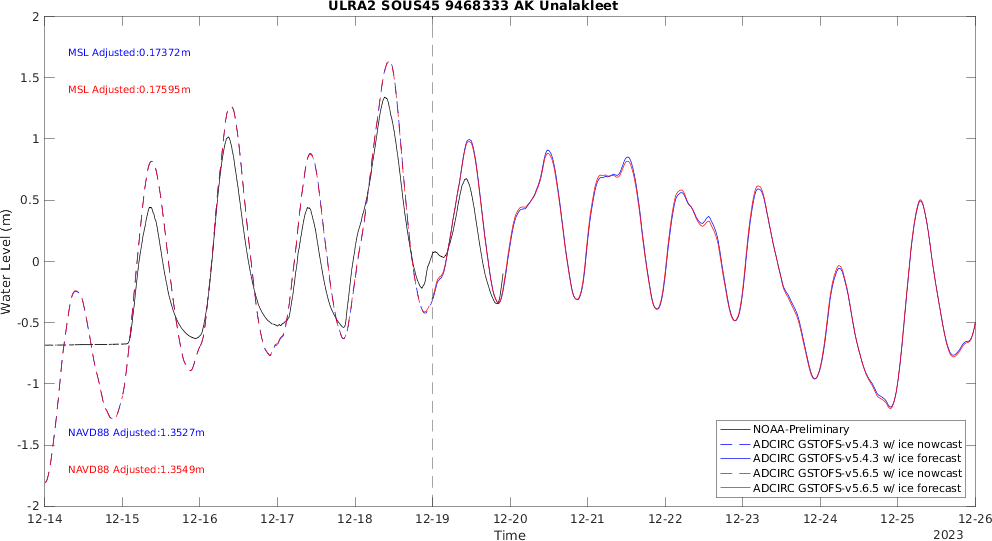 ULRA2 SOUS45 9468333 AK Unalakleet
2
1.5
1
0.5
0
-0.5
-1
-1.5
-2
Water Level (m)
MSL Adjusted:0.17372m
MSL Adjusted:0.17595m
NAVD88 Adjusted:1.3527m
NAVD88 Adjusted:1.3549m
NOAA-Preliminary
ADCIRC GSTOFS-v5.4.3 w/ ice nowcast
ADCIRC GSTOFS-v5.4.3 w/ ice forecast
ADCIRC GSTOFS-v5.6.5 w/ ice nowcast
ADCIRC GSTOFS-v5.6.5 w/ ice forecast
12-14 12-15 12-16 12-17 12-18 12-19 12-20 12-21 12-22 12-23 12-24 12-25 12-26
Time
2023